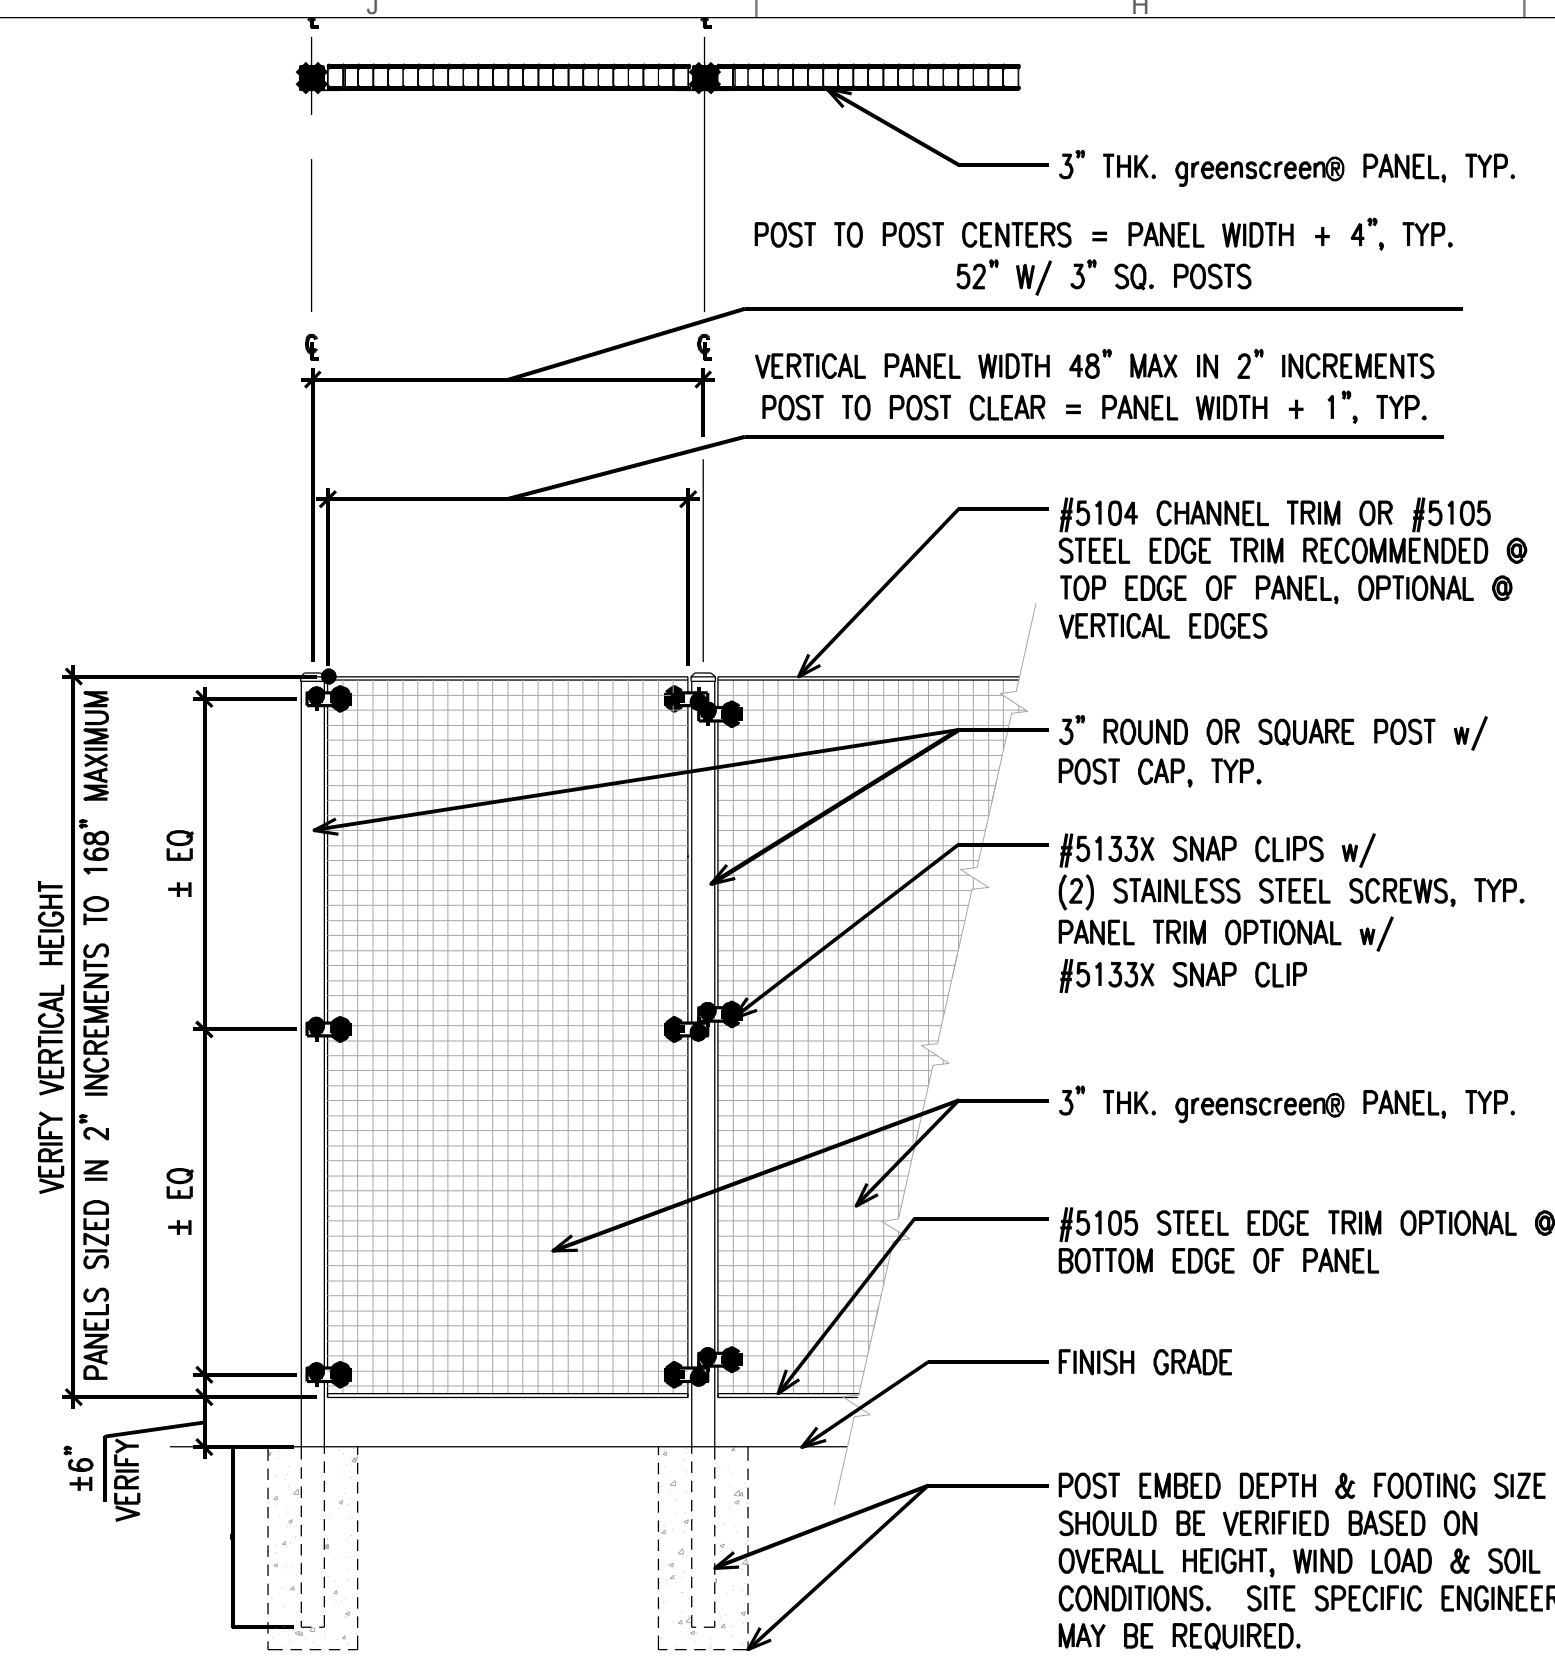 J
H
3" THK. greenscreen® PANEL, TYP.
POST TO POST CENTERS = PANEL WIDTH + 4", TYP.
52" W/ 3" SQ. POSTS
VERTICAL PANEL WIDTH 48" MAX IN 2" INCREMENTS
POST TO POST CLEAR = PANEL WIDTH + 1", TYP.
#5104 CHANNEL TRIM OR #5105
STEEL EDGE TRIM RECOMMENDED @
TOP EDGE OF PANEL, OPTIONAL @
VERTICAL EDGES
3" ROUND OR SQUARE POST w/
POST CAP, TYP.
#5133X SNAP CLIPS w/
(2) STAINLESS STEEL SCREWS, TYP.
PANEL TRIM OPTIONAL w/
#5133X SNAP CLIP
3" THK. greenscreen® PANEL, TYP.
#5105 STEEL EDGE TRIM OPTIONAL @
BOTTOM EDGE OF PANEL
FINISH GRADE
POST EMBED DEPTH & FOOTING SIZE
SHOULD BE VERIFIED BASED ON
OVERALL HEIGHT, WIND LOAD & SOIL
CONDITIONS. SITE SPECIFIC ENGINEER
MAY BE REQUIRED.
VERIFY VERTICAL HEIGHT
PANELS SIZED IN 2" INCREMENTS TO 168" MAXIMUM
± EQ
± EQ
±6"
VERIFY